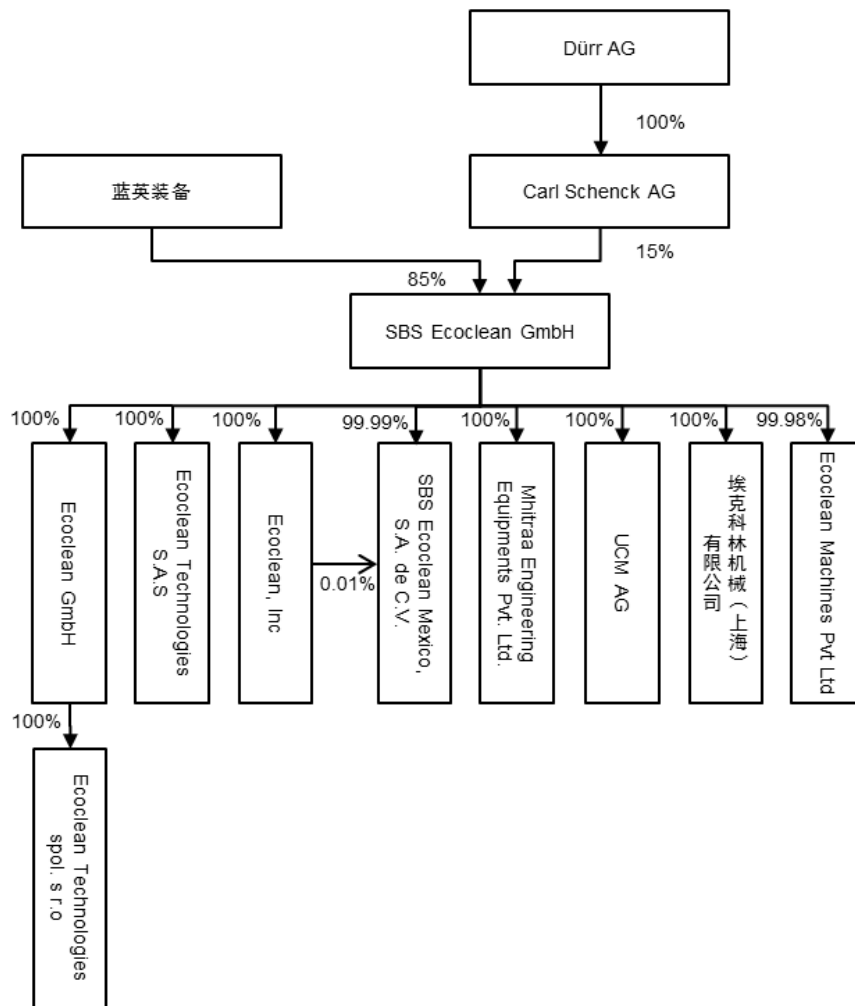 Dürr AG
100%
蓝英装备
Carl Schenck AG
15%
85%
SBS Ecoclean GmbH
100%
100%
100%
99.99%
100%
100%
100%
99.98%
Ecoclean GmbH
Ecoclean Technologies
S.A.S
Ecoclean, Inc
0.01%
SBS Ecoclean Mexico,
S.A. de C.V.
Mhitraa Engineering
Equipments Pvt. Ltd.
UCM AG
埃克科林机械（上海）
有限公司
Ecoclean Machines Pvt Ltd
100%
Ecoclean Technologies
spol. s r.o